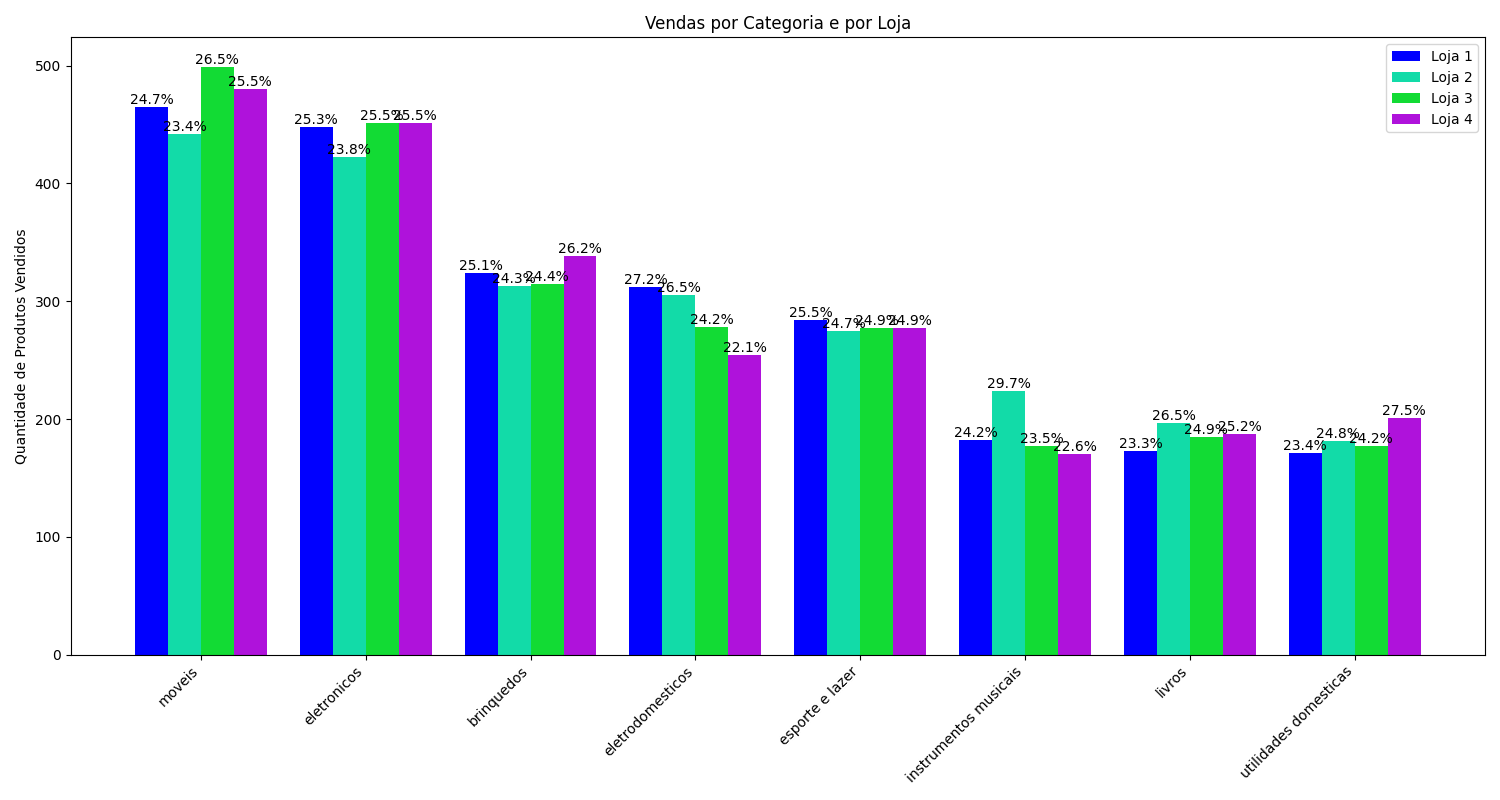 Vendas por Categoria e por Loja
Loja 1
Loja 2
Loja 3
Loja 4
Quantidade de Produtos Vendidos
500
400
300
200
100
0
24.7%
23.4%
26.5%
25.5%
25.3%
23.8%
25.5%
25.5%
25.1%
24.3%
24.4%
26.2%
27.2%
26.5%
24.2%
22.1%
25.5%
24.7%
24.9%
24.9%
24.2%
29.7%
23.5%
22.6%
23.3%
26.5%
24.9%
25.2%
23.4%
24.8%
24.2%
27.5%
moveis
eletronicos
brinquedos
eletrodomesticos
esporte e lazer
instrumentos musicais
livros
utilidades domesticas